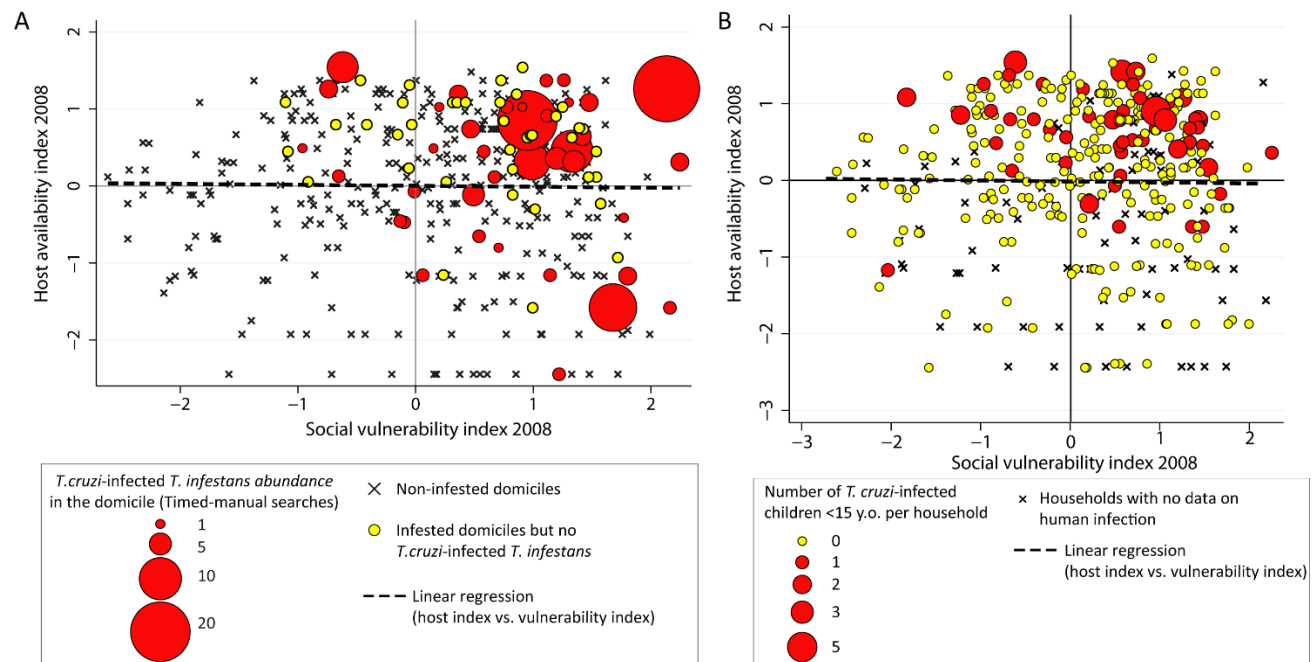 A
Host availability index 2008
2
1
0
−1
−2
−2
−1
0
1
2
Social vulnerability index 2008
T.cruzi-infected T. infestans abundance
in the domicile (Timed-manual searches)
1
5
10
20
Non-infested domiciles
Infested domiciles but no
T.cruzi-infected T. infestans
Linear regression
(host index vs. vulnerability index)
B
Host availability index 2008
2
1
0
−1
−2
−3
−3
−2
−1
0
1
2
Social vulnerability index 2008
Number of T. cruzi-infected
children <15 y.o. per household
0
1
2
3
5
Households with no data on
human infection
Linear regression
(host index vs. vulnerability index)